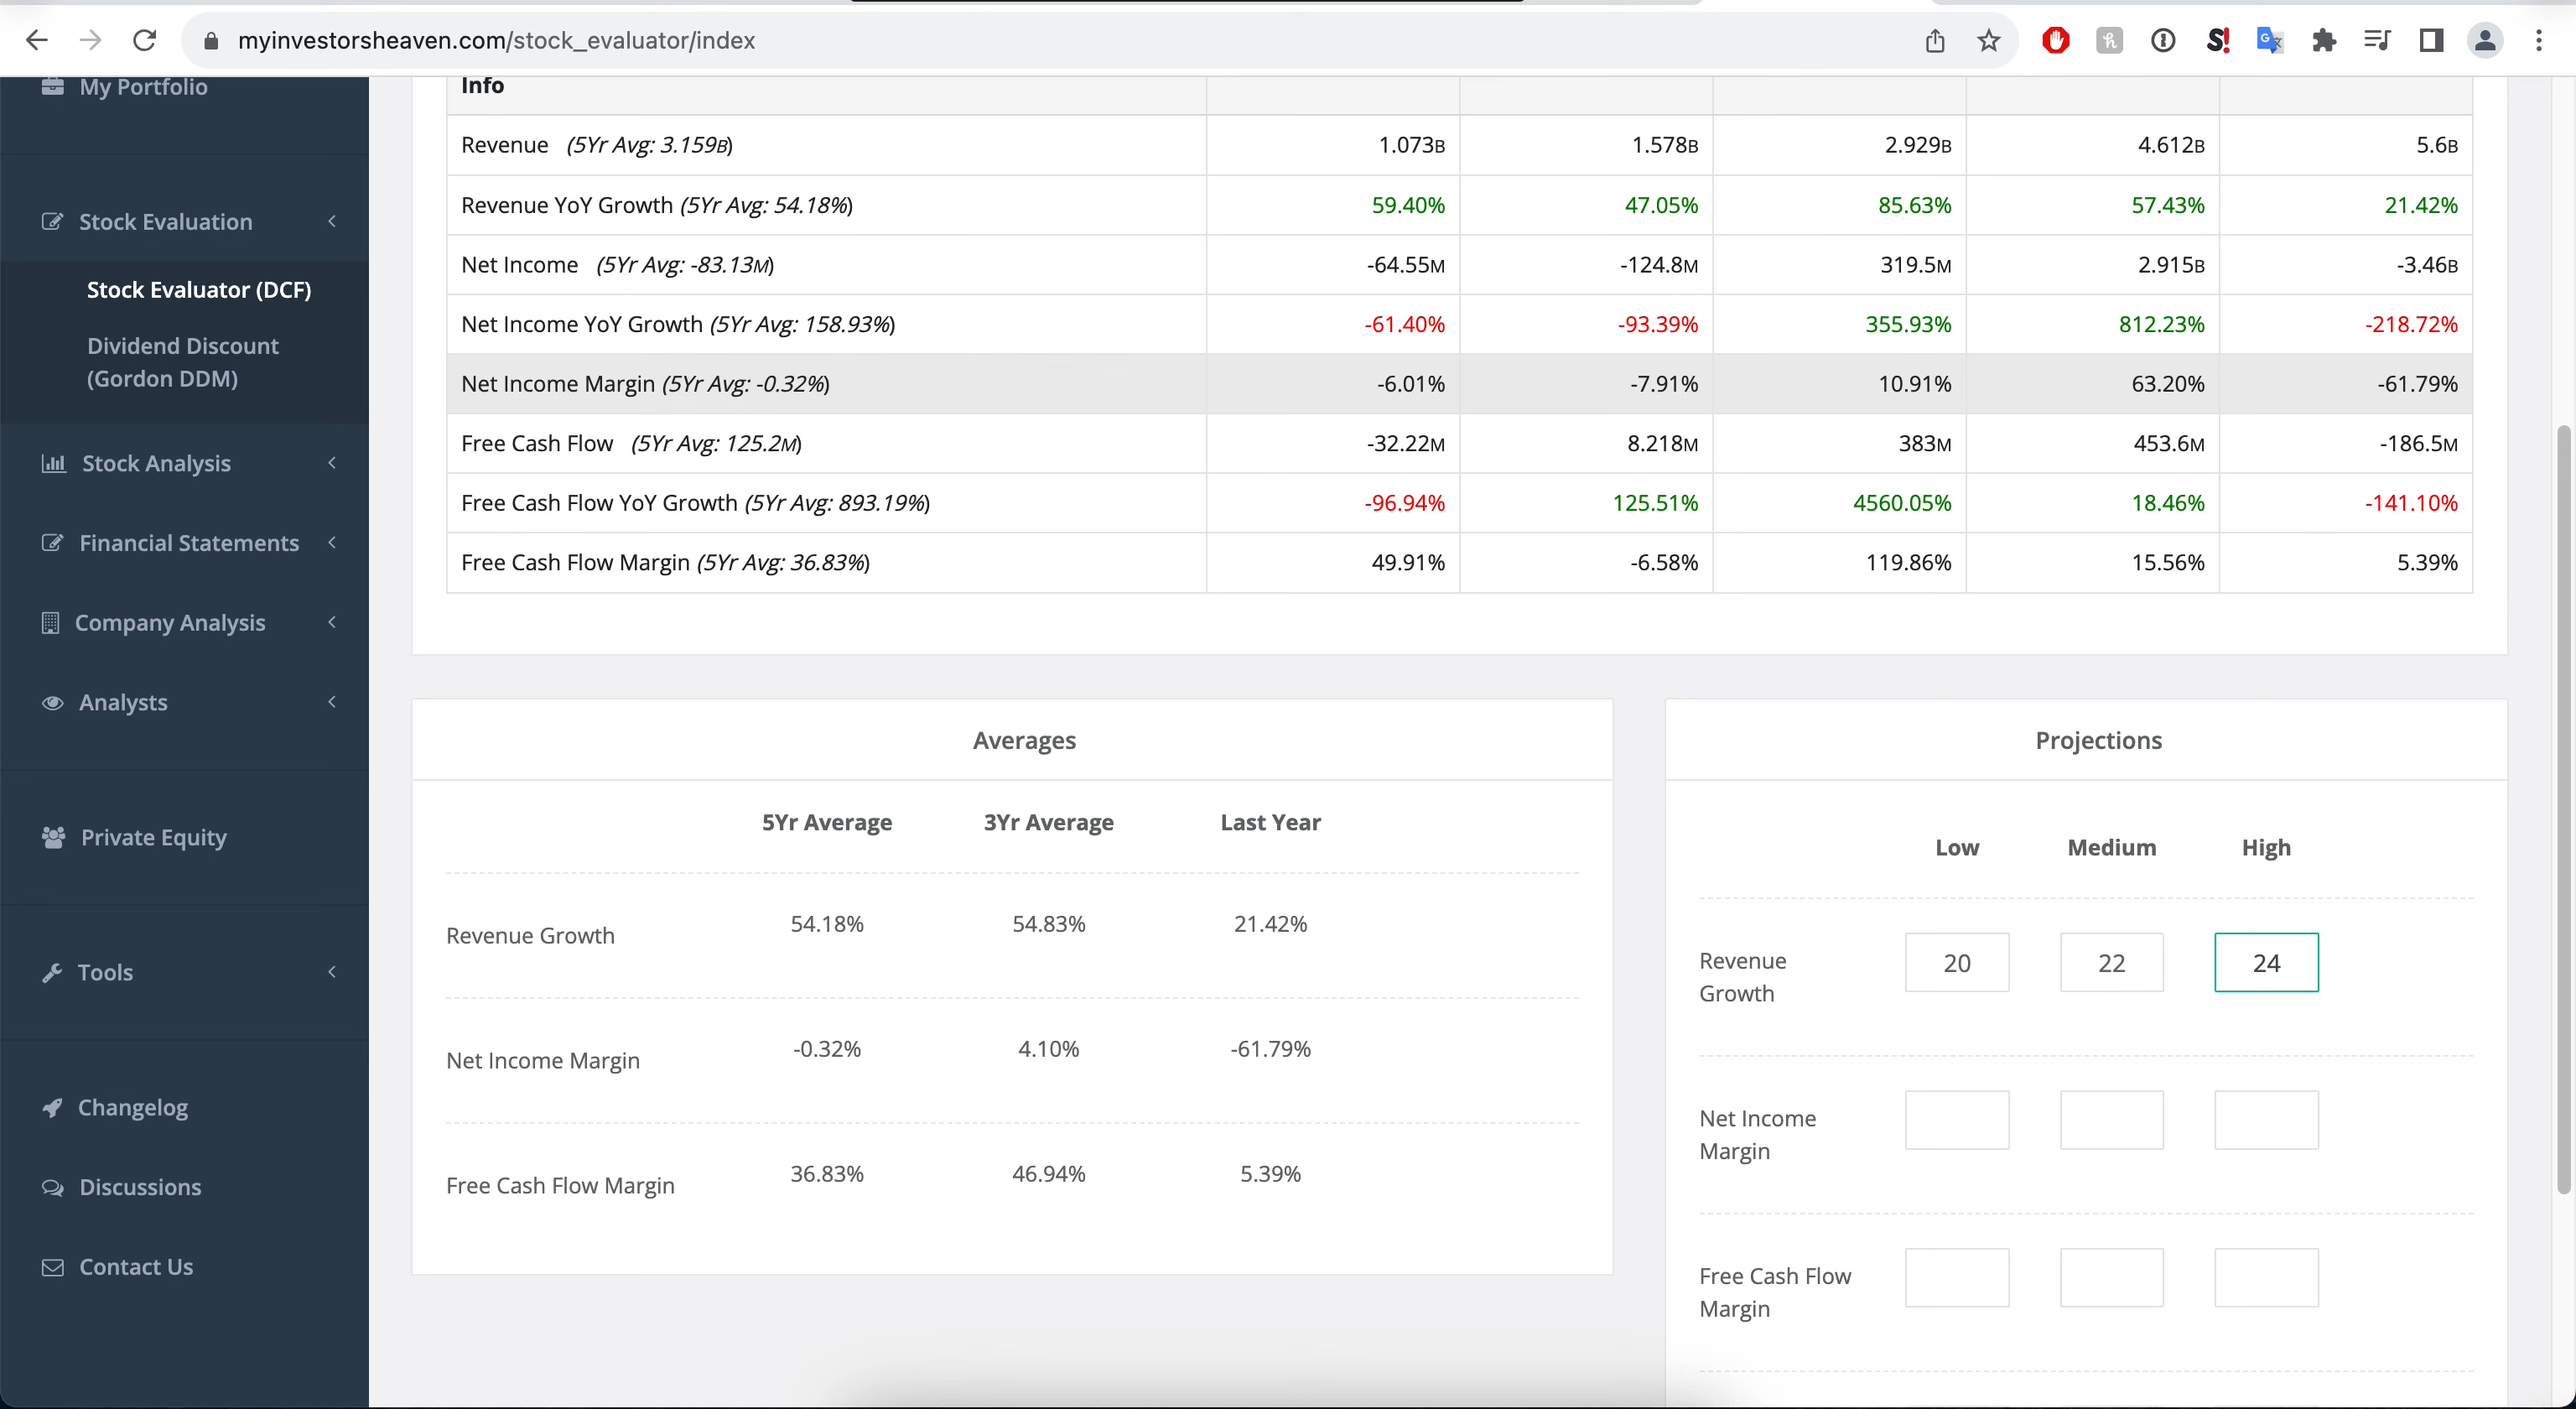 myinvestorsheaven.com/stock_evaluator/index
My Portfolio
Stock Evaluation
Stock Evaluator (DCF)
Dividend Discount
(Gordon DDM)
Stock Analysis
Financial Statements
Company Analysis
Analysts
Private Equity
Tools
Changelog
Discussions
Contact Us
Info
Revenue (5Yr Avg: 3.159B) 1.073B 1.578B 2.929B 4.612B 5.6B
Revenue YoY Growth (5Yr Avg: 54.18%) 59.40% 47.05% 85.63% 57.43% 21.42%
Net Income (5Yr Avg: -83.13M) -64.55M -124.8M 319.5M 2.915B -3.46B
Net Income YoY Growth (5Yr Avg: 158.93%) -61.40% -93.39% 355.93% 812.23% -218.72%
Net Income Margin (5Yr Avg: -0.32%) -6.01% -7.91% 10.91% 63.20% -61.79%
Free Cash Flow (5Yr Avg: 125.2M) -32.22M 8.218M 383M 453.6M -186.5M
Free Cash Flow YoY Growth (5Yr Avg: 893.19%) -96.94% 125.51% 4560.05% 18.46% -141.10%
Free Cash Flow Margin (5Yr Avg: 36.83%) 49.91% -6.58% 119.86% 15.56% 5.39%
Averages
5Yr Average 3Yr Average Last Year
Revenue Growth 54.18% 54.83% 21.42%
Net Income Margin -0.32% 4.10% -61.79%
Free Cash Flow Margin 36.83% 46.94% 5.39%
Projections
Low Medium High
Revenue
Growth
20 22 24
Net Income
Margin
Free Cash Flow
Margin